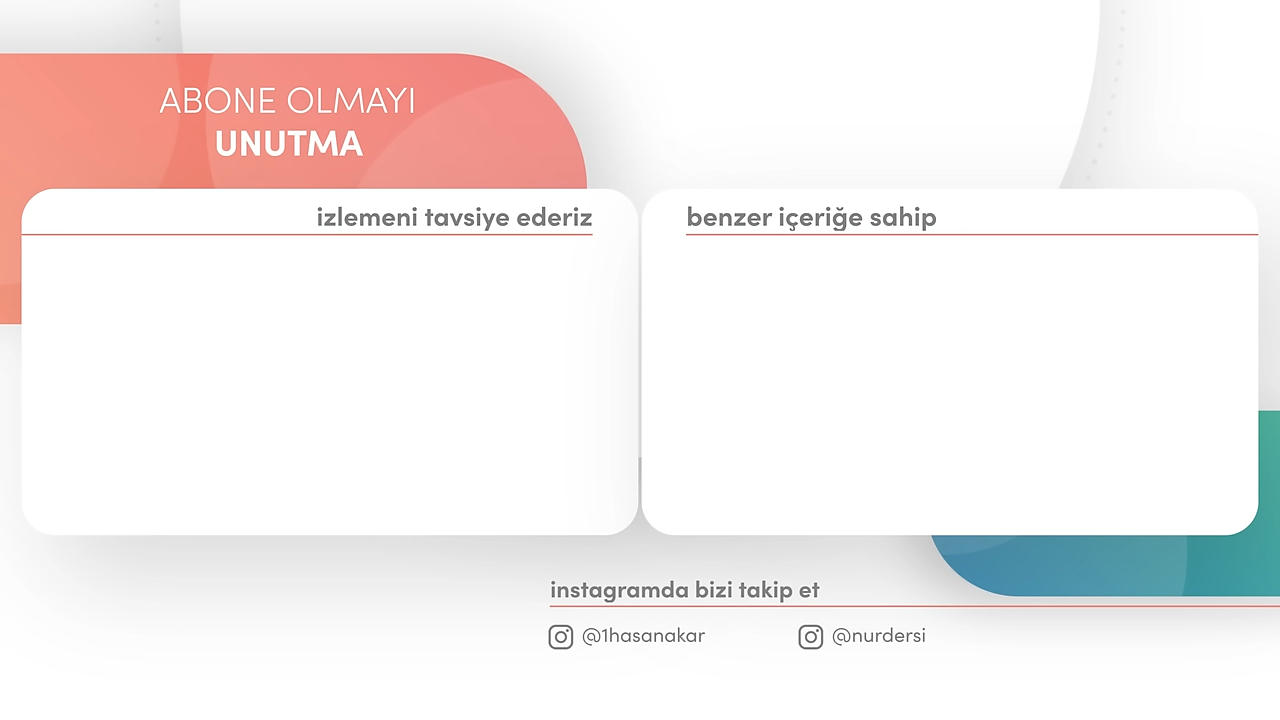 ABONE OLMAYI
UNUTMA
izlemeni tavsiye ederiz
benzer içeriğe sahip
instagramda bizi takip et
@1hasanakar
@nurdersi